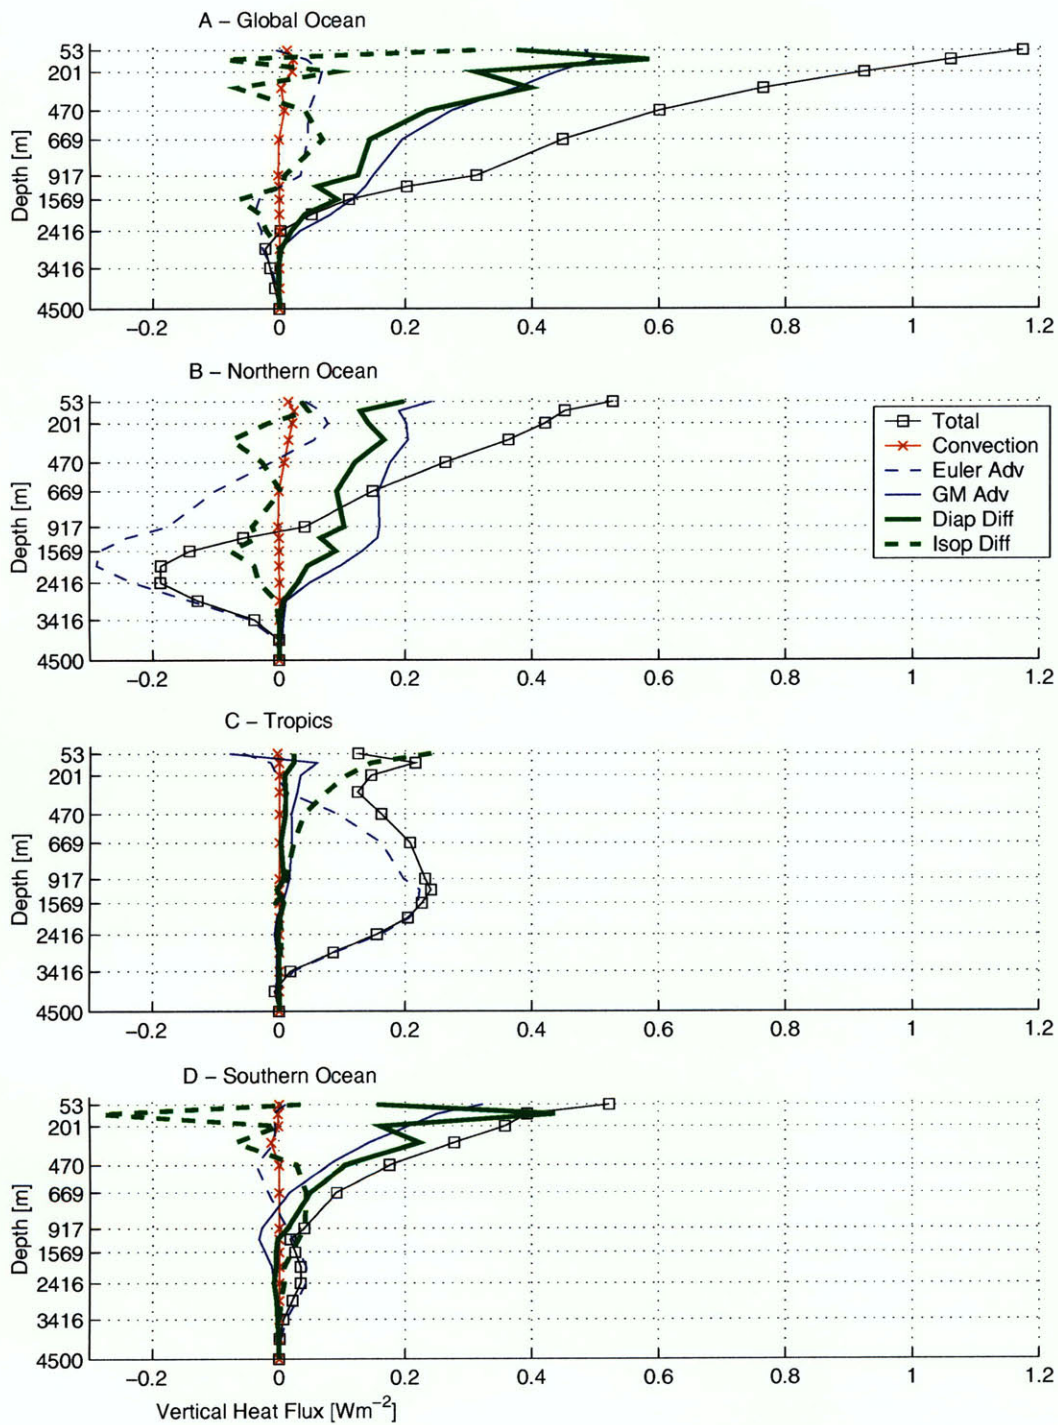 A – Global Ocean
Depth [m]
53
201
470
669
917
1569
2416
3416
4500
−0.2 0 0.2 0.4 0.6 0.8 1 1.2
B – Northern Ocean
Depth [m]
53
201
470
669
917
1569
2416
3416
4500
−0.2 0 0.2 0.4 0.6 0.8 1 1.2
Total
Convection
Euler Adv
GM Adv
Diap Diff
Isop Diff
C – Tropics
Depth [m]
53
201
470
669
917
1569
2416
3416
4500
−0.2 0 0.2 0.4 0.6 0.8 1 1.2
D – Southern Ocean
Depth [m]
53
201
470
669
917
1569
2416
3416
4500
−0.2 0 0.2 0.4 0.6 0.8 1 1.2
Vertical Heat Flux [Wm⁻²]